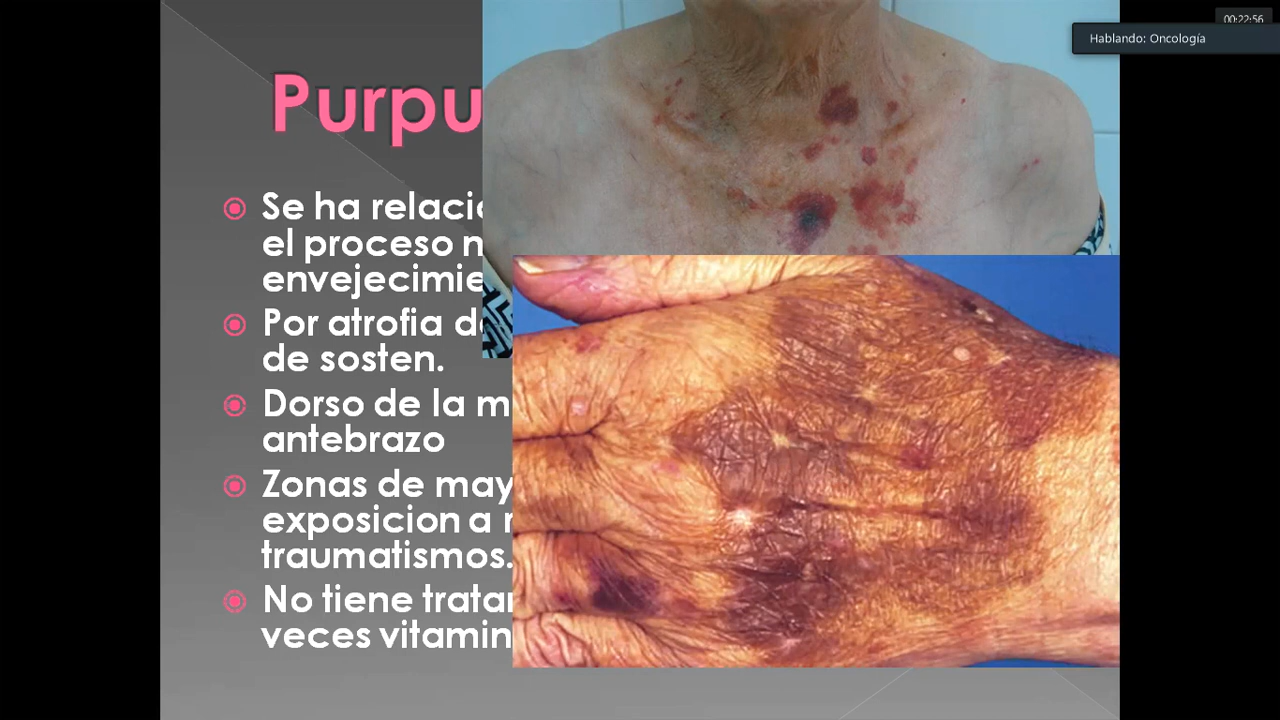 00:22:56
Hablando: Oncología
Purpu
Se ha relacio
el proceso n
envejecimie
Por atrofia de
de sosten.
Dorso de la m
antebrazo
Zonas de may
exposicion a
traumatismos.
No tiene tratar
veces vitamin